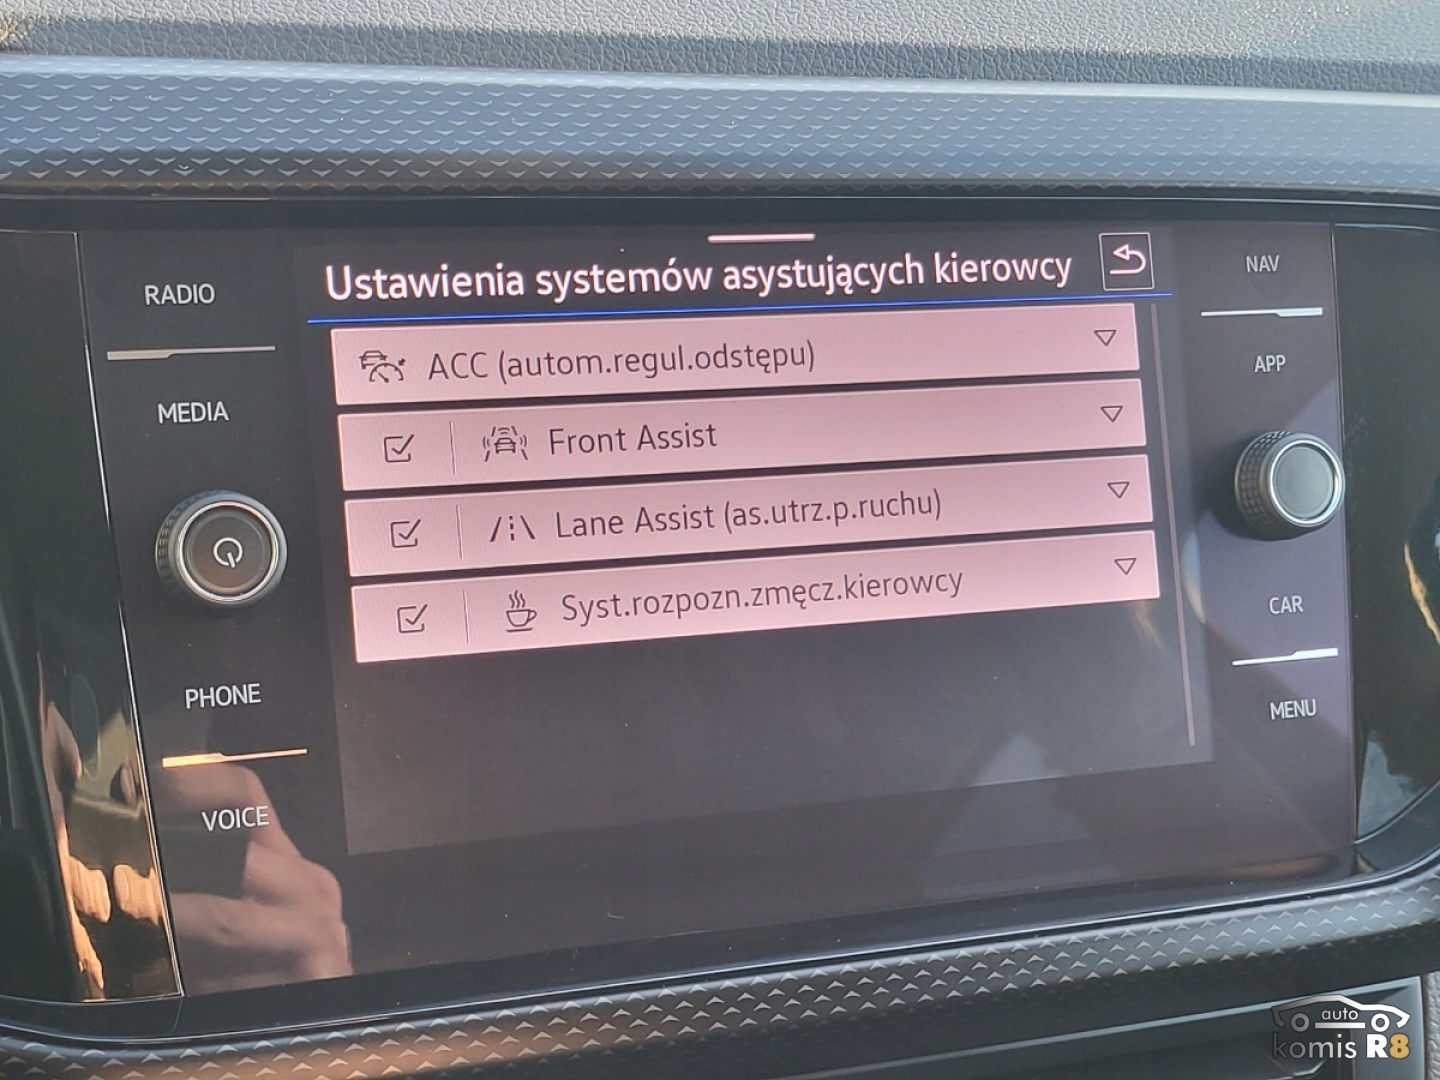 RADIO
MEDIA
PHONE
VOICE
Ustawienia systemów asystujących kierowcy
ACC (autom.regul.odstępu)
Front Assist
Lane Assist (as.utrz.p.ruchu)
Syst.rozpozn.zmęcz.kierowcy
NAV
APP
CAR
MENU
auto
komis R8